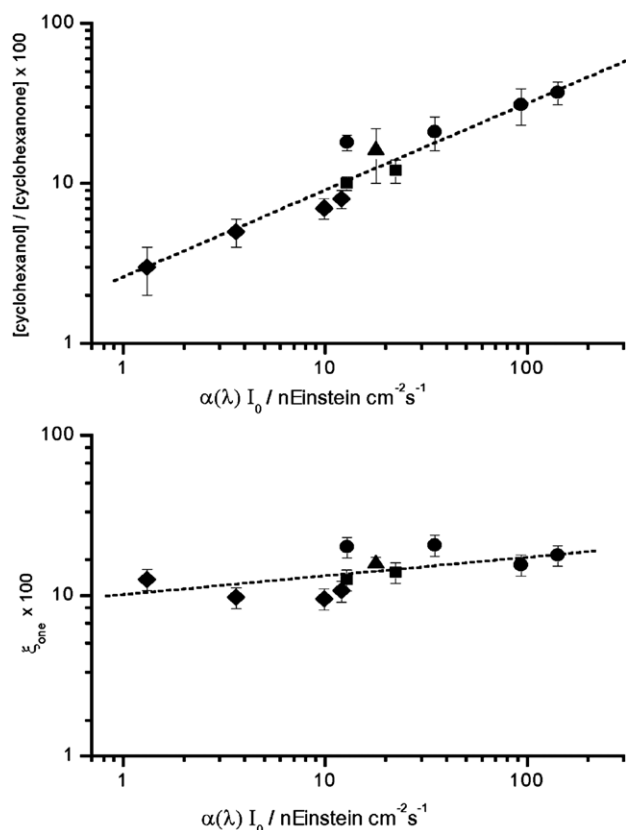 [cyclohexanol] / [cyclohexanone] x 100
100
10
1
1 10 100
α(λ) I₀ / nEinstein cm⁻²s⁻¹
ξone x 100
100
10
1
1 10 100
α(λ) I₀ / nEinstein cm⁻²s⁻¹